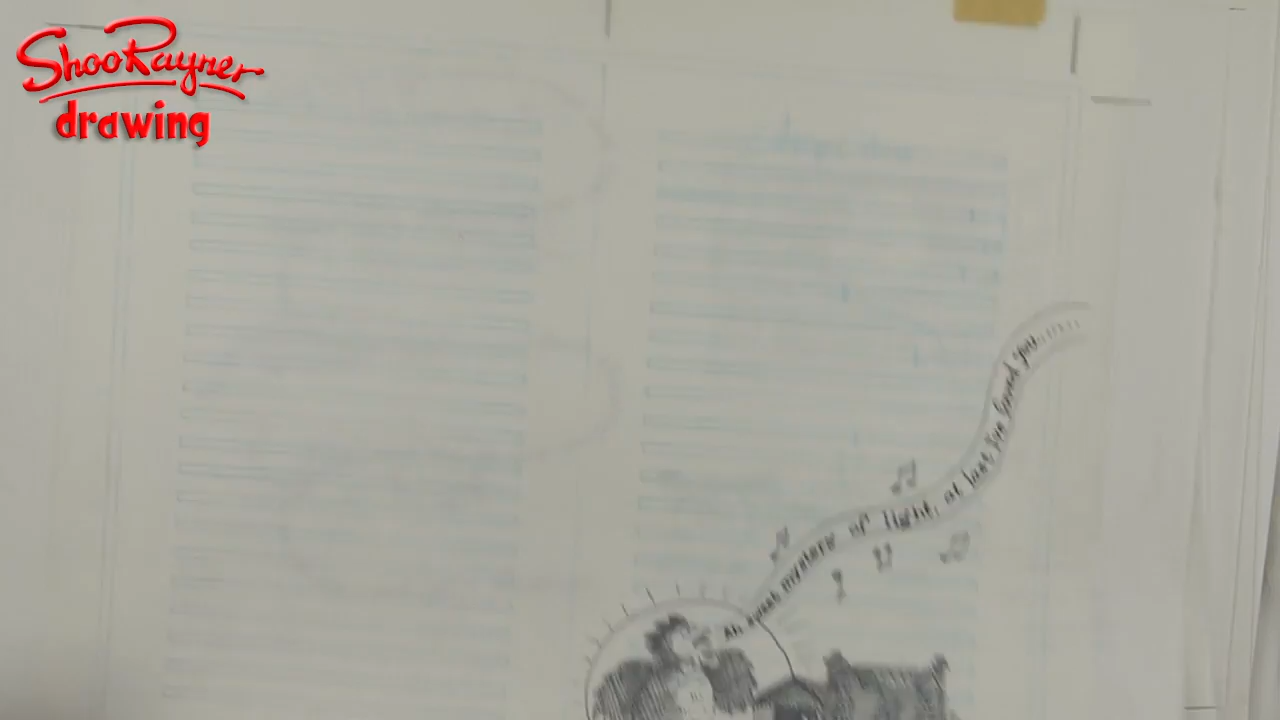 ShooRayner
drawing
Ah sweet mystery of light, at last I've found you......